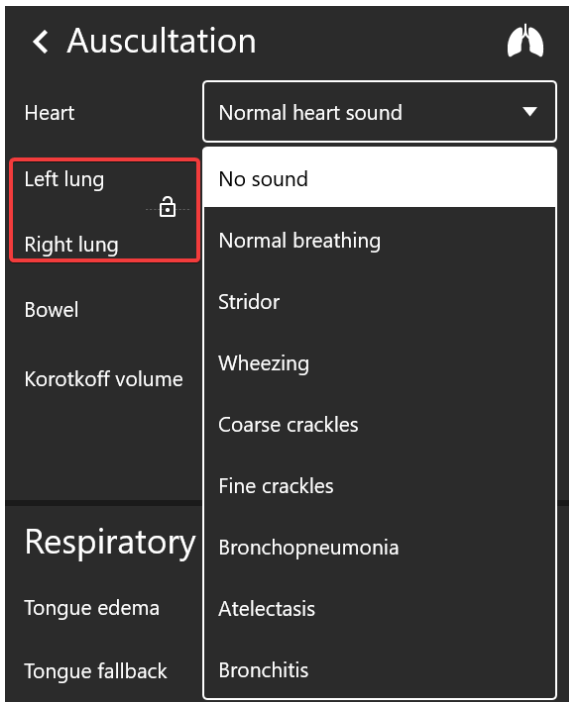 Auscultation
Heart
Normal heart sound
Left lung
No sound
Right lung
Normal breathing
Bowel
Stridor
Wheezing
Korotkoff volume
Coarse crackles
Fine crackles
Respiratory
Bronchopneumonia
Tongue edema
Atelectasis
Tongue fallback
Bronchitis